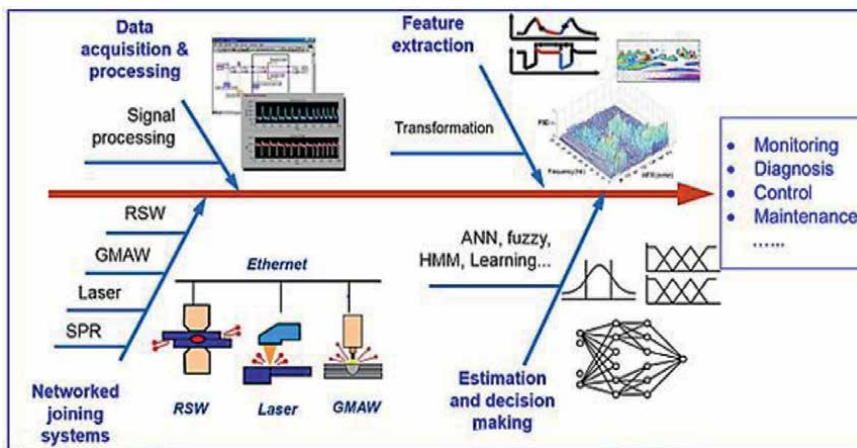 Data
acquisition &
processing
Signal
processing
Feature
extraction
Transformation
RSW
GMAW
Laser
SPR
Networked
joining
systems
Ethernet
RSW
Laser
GMAW
ANN, fuzzy,
HMM, Learning...
Estimation
and decision
making
• Monitoring
• Diagnosis
• Control
• Maintenance
......